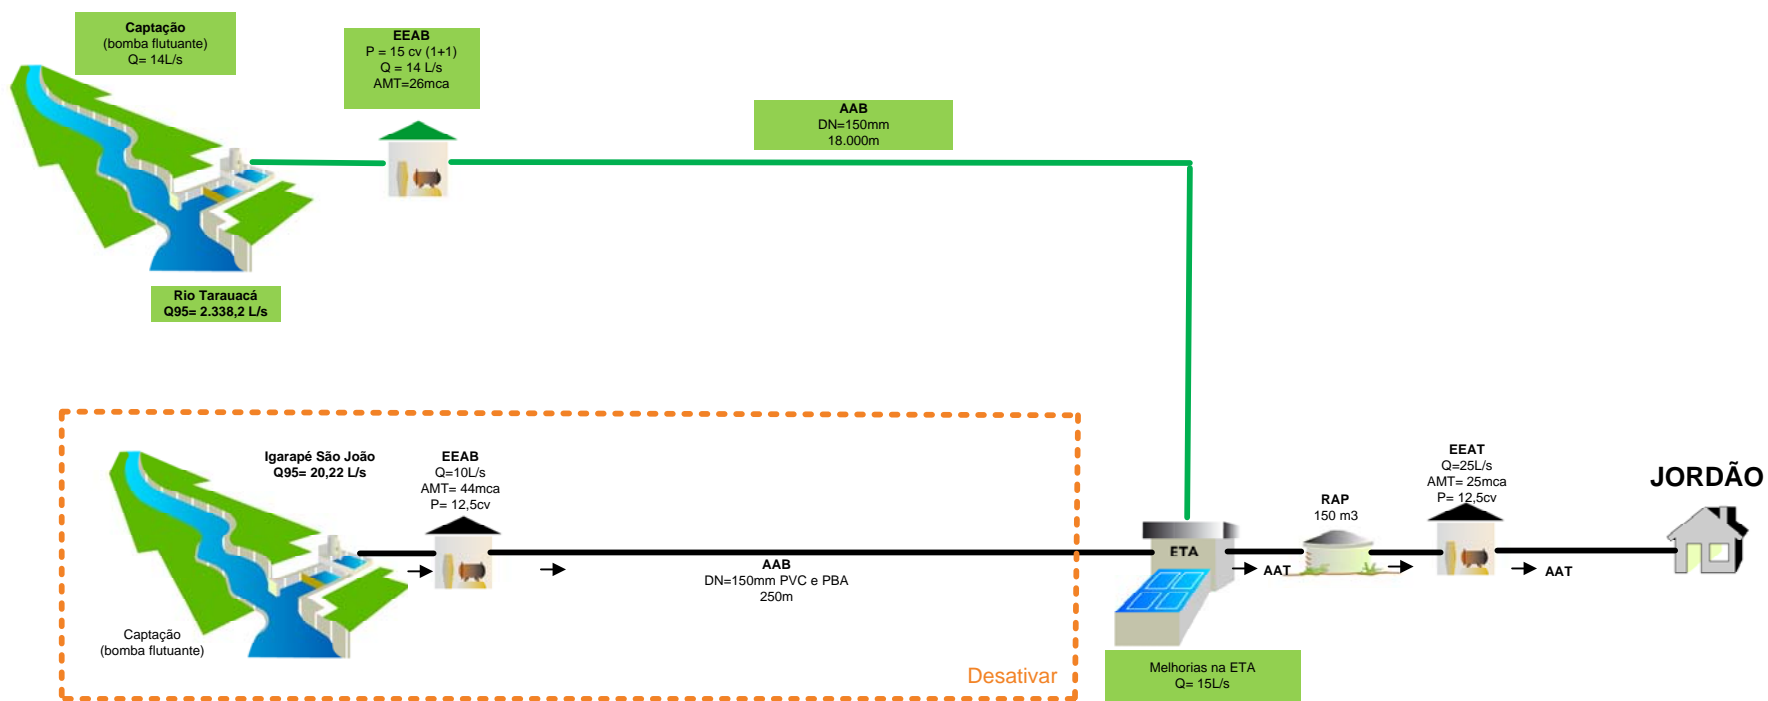 Captação
(bomba flutuante)
Q= 14L/s
EEAB
P = 15 cv (1+1)
Q = 14 L/s
AMT=26mca
AAB
DN=150mm
18.000m
Rio Tarauacá
Q95= 2.338,2 L/s
Igarapé São João
Q95= 20,22 L/s
EEAB
Q=10L/s
AMT= 44mca
P= 12,5cv
AAB
DN=150mm PVC e PBA
250m
Captação
(bomba flutuante)
Desativar
ETA
AAT
Melhorias na ETA
Q= 15L/s
RAP
150 m3
EEAT
Q=25L/s
AMT= 25mca
P= 12,5cv
AAT
JORDÃO